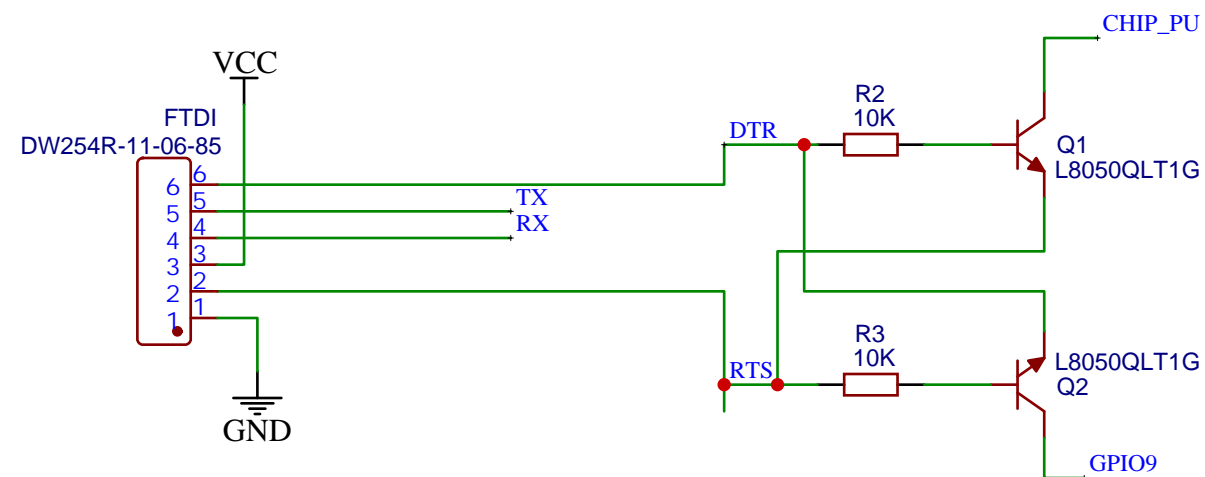 CHIP_PU
VCC
FTDI
DW254R-11-06-85
R2
10K
DTR
Q1
L8050QLT1G
6 6
5 5
TX
4 4
RX
3 3
2 2
1 1
R3
10K
RTS
L8050QLT1G
Q2
GND
GPIO9